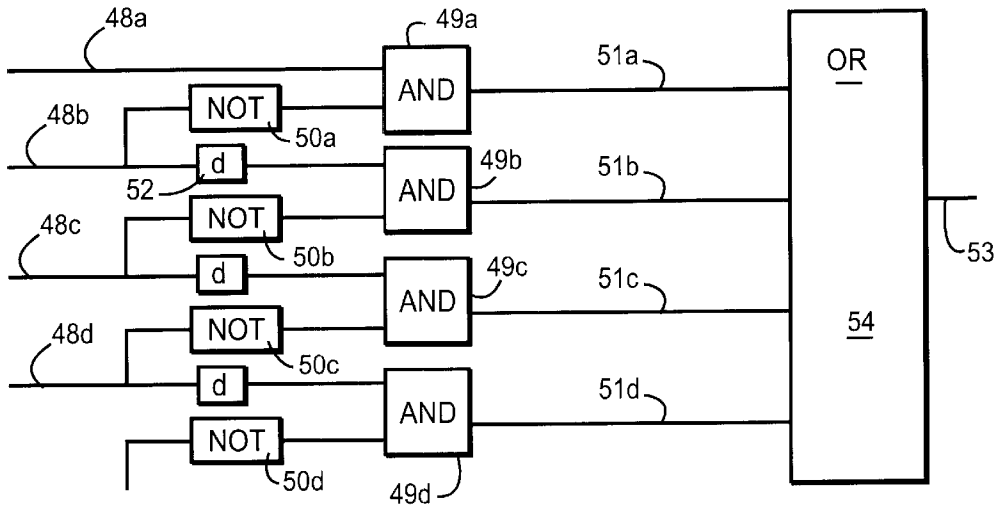 48a
49a
AND
51a
OR
NOT
50a
48b
d
52
AND
49b
51b
NOT
50b
48c
d
53
AND
49c
51c
54
NOT
50c
48d
d
AND
51d
NOT
50d
49d